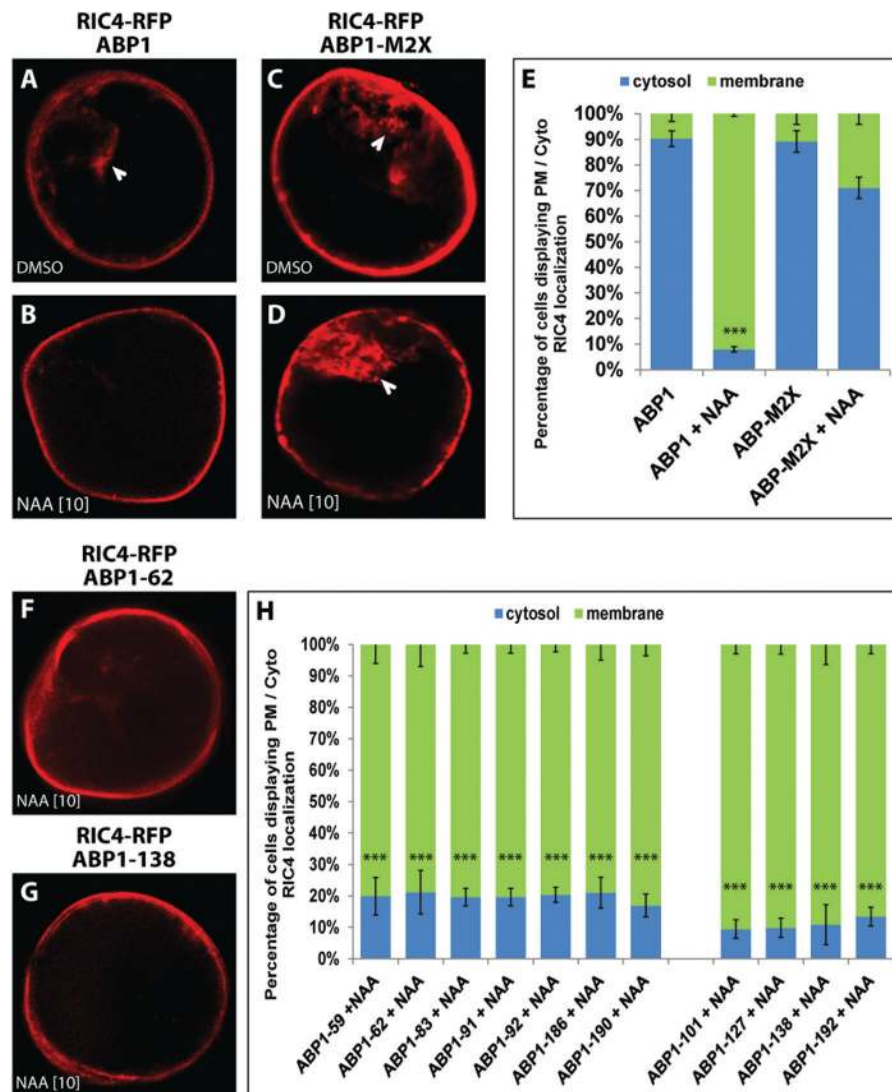 RIC4-RFP
ABP1
RIC4-RFP
ABP1-M2X
A
DMSO
C
DMSO
B
NAA [10]
D
NAA [10]
E
cytosol membrane
Percentage of cells displaying PM / Cyto
RIC4 localization
100%
90%
80%
70%
60%
50%
40%
30%
20%
10%
0%
***
ABP1
ABP1 + NAA
ABP-M2X
ABP-M2X + NAA
RIC4-RFP
ABP1-62
F
NAA [10]
RIC4-RFP
ABP1-138
G
NAA [10]
H
cytosol membrane
Percentage of cells displaying PM / Cyto
RIC4 localization
100%
90%
80%
70%
60%
50%
40%
30%
20%
10%
0%
*** *** *** *** *** *** ***
*** *** *** ***
ABP1-59 +NAA
ABP1-62 + NAA
ABP1-83 + NAA
ABP1-91 + NAA
ABP1-92 + NAA
ABP1-186 + NAA
ABP1-190 + NAA
ABP1-101 + NAA
ABP1-127 + NAA
ABP1-138 + NAA
ABP1-192 + NAA